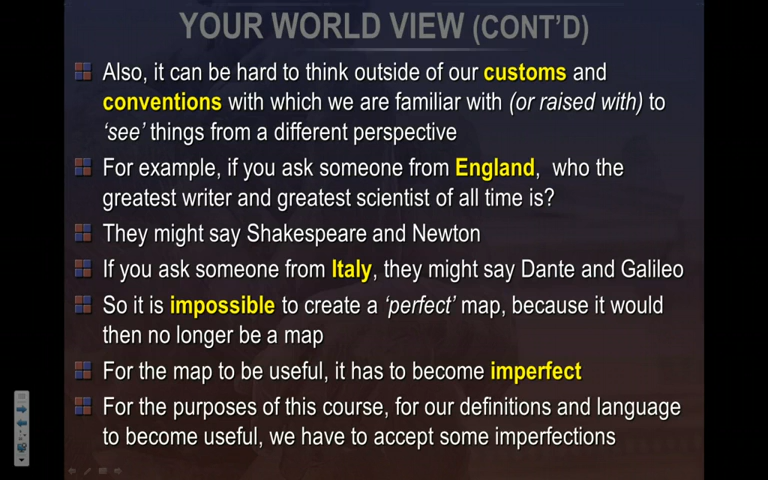 YOUR WORLD VIEW (CONT'D)
Also, it can be hard to think outside of our customs and
conventions with which we are familiar with (or raised with) to
'see' things from a different perspective
For example, if you ask someone from England, who the
greatest writer and greatest scientist of all time is?
They might say Shakespeare and Newton
If you ask someone from Italy, they might say Dante and Galileo
So it is impossible to create a 'perfect' map, because it would
then no longer be a map
For the map to be useful, it has to become imperfect
For the purposes of this course, for our definitions and language
to become useful, we have to accept some imperfections